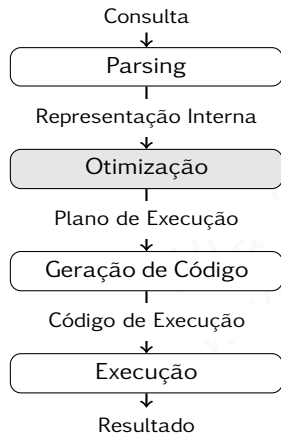 Consulta
Parsing
Representação Interna
Otimização
Plano de Execução
Geração de Código
Código de Execução
Execução
Resultado